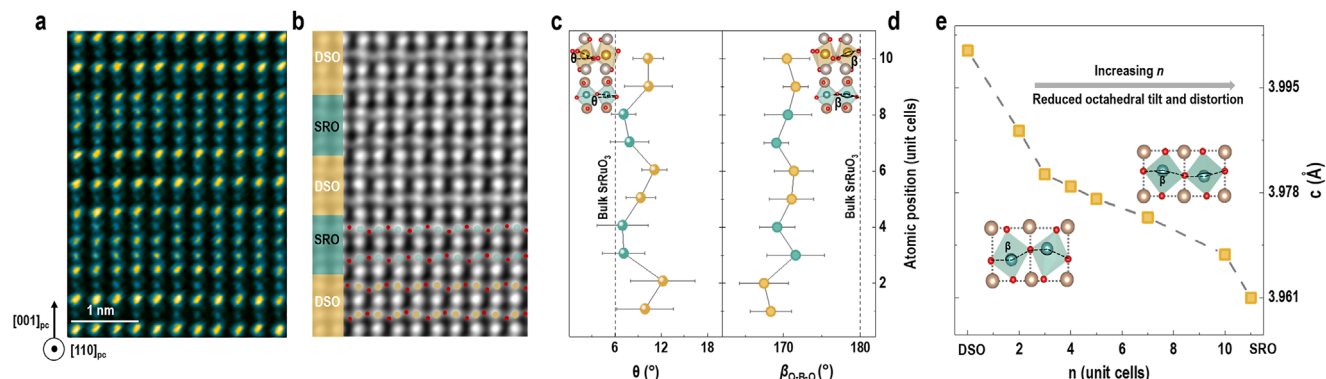 a
b
c
d
e
1 nm
[001]pc
[110]pc
DSO
SRO
DSO
SRO
DSO
θ
θ
Bulk SrRuO3
6
12
18
θ (°)
β
β
Bulk SrRuO3
170
180
βO-B-O (°)
10
8
6
4
2
0
Atomic position (unit cells)
Increasing n
Reduced octahedral tilt and distortion
β
β
3.995
3.978
3.961
c (Å)
DSO
2
4
6
8
10
SRO
n (unit cells)